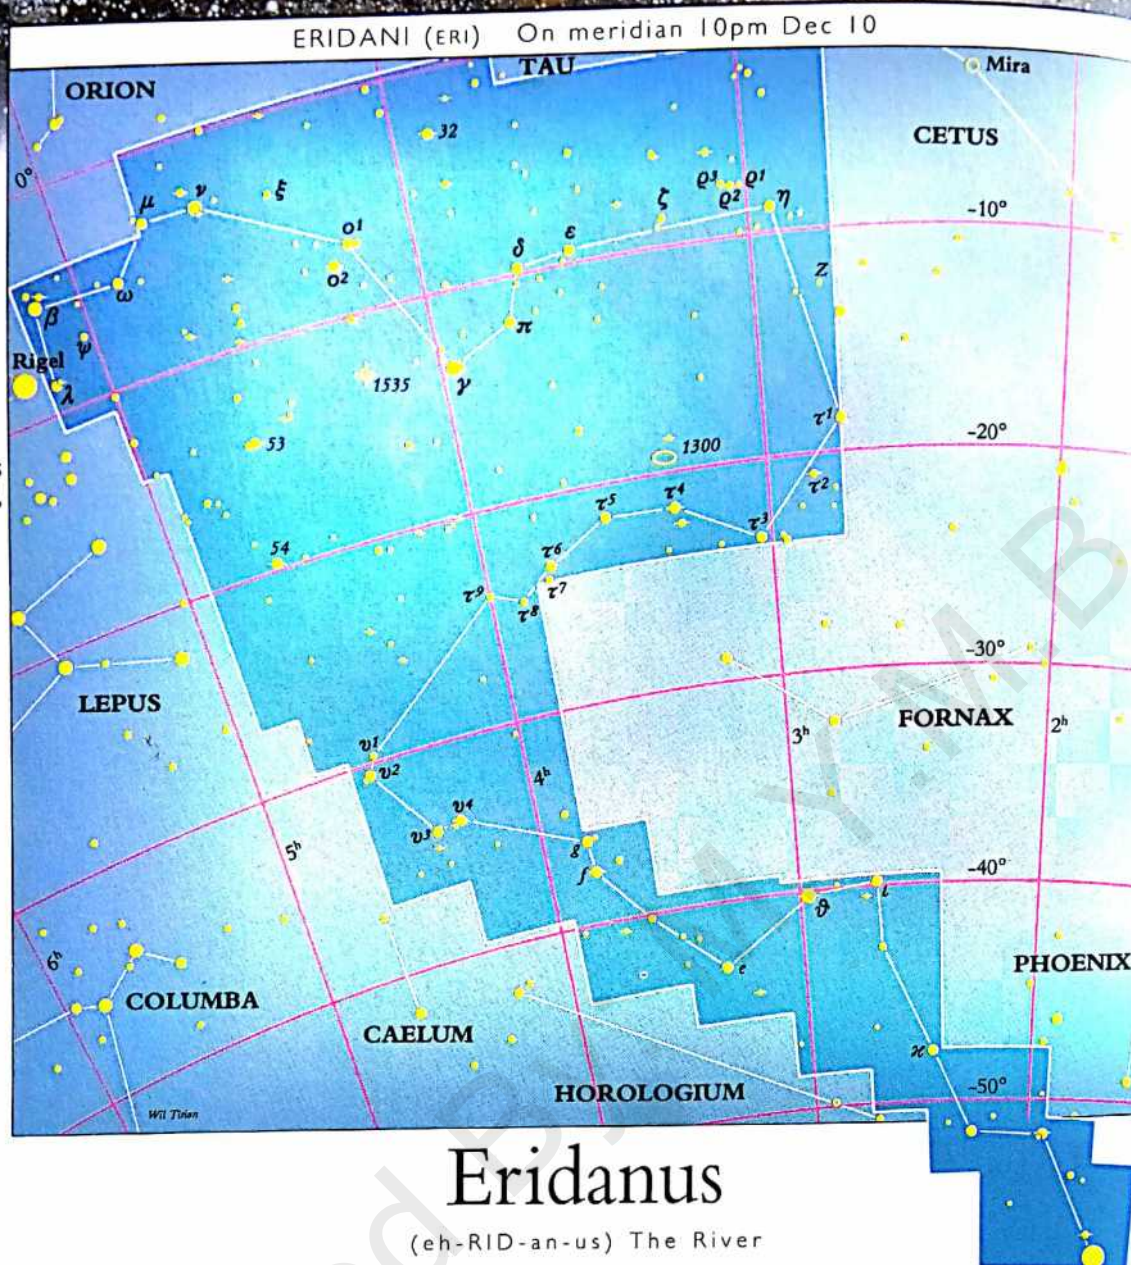 ERIDANI (ERI) On meridian 10pm Dec 10
TAU
Mira
ORION
CETUS
32
0°
μ
ν
ξ
ζ
ϱ3
ϱ2
ϱ1
η
-10°
ο1
ο2
δ
ε
Z
ω
β
ψ
π
Rigel
λ
1535
γ
τ1
-20°
53
1300
τ2
τ5
τ4
τ3
54
τ6
τ7
τ9
τ8
-30°
LEPUS
FORNAX
3h
2h
υ1
υ2
4h
υ4
υ3
5h
g
f
-40°
ϑ
ι
6h
e
PHOENIX
COLUMBA
CAELUM
ϰ
HOROLOGIUM
-50°
Wil Tirion
Eridanus
(eh-RID-an-us) The River
d By M.Y.M.B